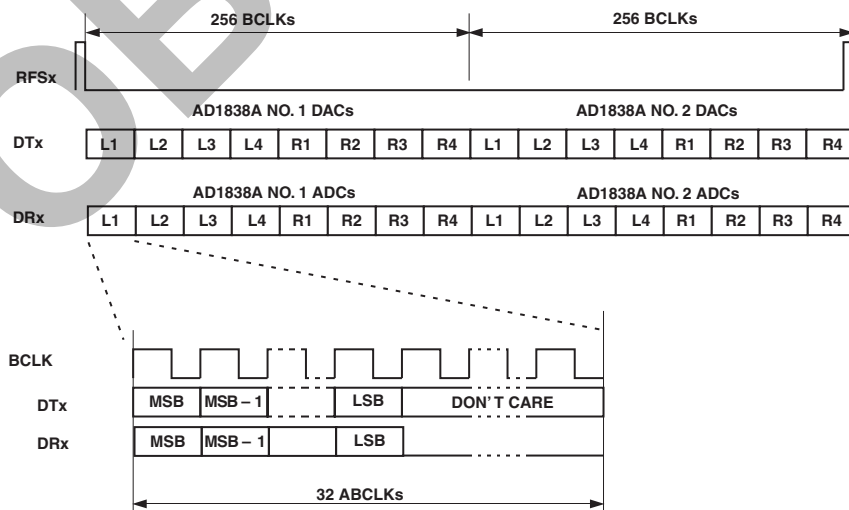 256 BCLKs 256 BCLKs
RFSx
AD1838A NO. 1 DACs AD1838A NO. 2 DACs
DTx L1 L2 L3 L4 R1 R2 R3 R4 L1 L2 L3 L4 R1 R2 R3 R4
AD1838A NO. 1 ADCs AD1838A NO. 2 ADCs
DRx L1 L2 L3 L4 R1 R2 R3 R4 L1 L2 L3 L4 R1 R2 R3 R4
BCLK
DTx MSB MSB – 1 LSB DON'T CARE
DRx MSB MSB – 1 LSB
32 ABCLKs